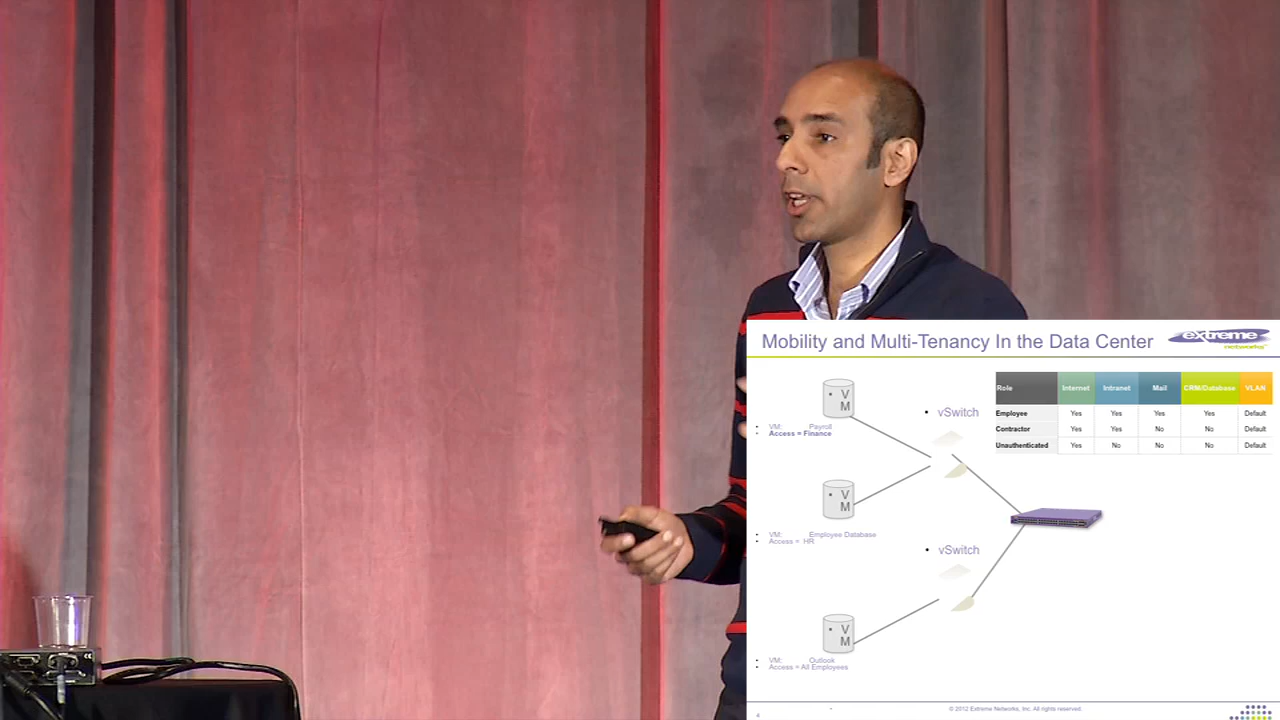 Mobility and Multi-Tenancy In the Data Center
extreme
networks
Role Internet Intranet Mail CRM/Database VLAN
Employee Yes Yes Yes Yes Default
Contractor Yes Yes No No Default
Unauthenticated Yes No No No Default
• V
M
• VM: Payroll
• Access = Finance
• vSwitch
• V
M
• VM: Employee Database
• Access = HR
• vSwitch
• V
M
• VM: Outlook
• Access = All Employees
© 2012 Extreme Networks, Inc. All rights reserved.
4